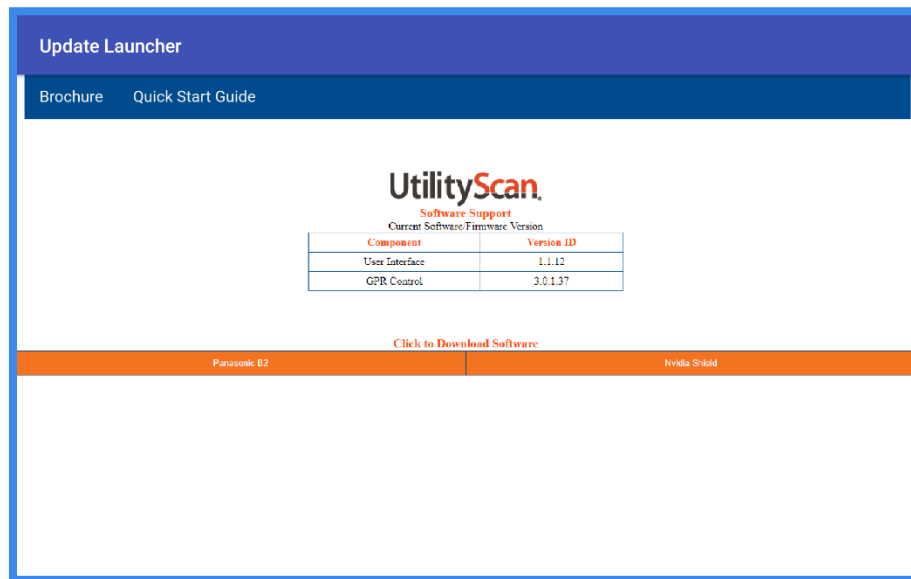 Update Launcher
Brochure Quick Start Guide
UtilityScan®
Software Support
Current Software/Firmware Version
Component Version ID
User Interface 1.1.12
GPR Control 3.0.1.37
Click to Download Software
Panasonic B2 Nvidia Shield